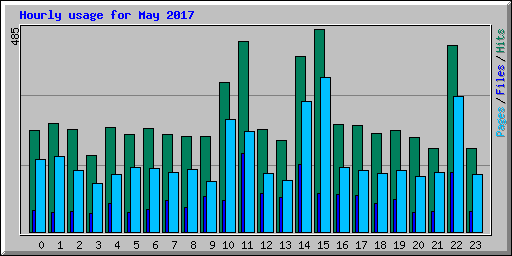 Hourly usage for May 2017
485
Pages / Files / Hits
0 1 2 3 4 5 6 7 8 9 10 11 12 13 14 15 16 17 18 19 20 21 22 23